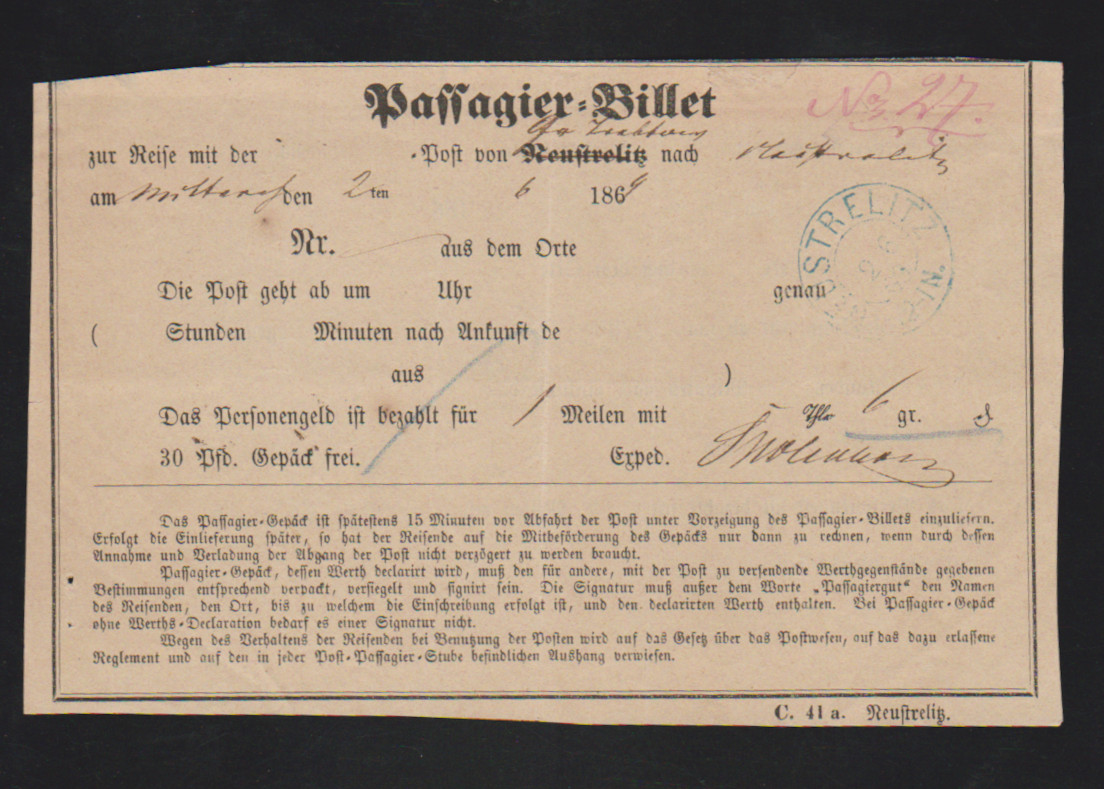 Passagier-Billet
No 27.
zur Reise mit der -Post von Neustrelitz nach Neustrelitz
am Mittwoch den 2ten 6 1869
NEUSTRELITZ
Nr. aus dem Orte
Die Post geht ab um Uhr genau
( Stunden Minuten nach Ankunft de
aus )
Das Personengeld ist bezahlt für 1 Meilen mit Thlr 6 gr. ₰
30 Pfd. Gepäck frei. Exped.
Das Passagier-Gepäck ist spätestens 15 Minuten vor Abfahrt der Post unter Vorzeigung des Passagier-Billets einzuliefern.
Erfolgt die Einlieferung später, so hat der Reisende auf die Mitbeförderung des Gepäcks nur dann zu rechnen, wenn durch dessen
Annahme und Verladung der Abgang der Post nicht verzögert zu werden braucht.
Passagier-Gepäck, dessen Werth declarirt wird, muß den für andere, mit der Post zu versendende Werthgegenstände gegebenen
Bestimmungen entsprechend verpackt, versiegelt und signirt sein. Die Signatur muß außer dem Worte „Passagiergut“ den Namen
des Reisenden, den Ort, bis zu welchem die Einschreibung erfolgt ist, und den declarirten Werth enthalten. Bei Passagier-Gepäck
ohne Werths-Declaration bedarf es einer Signatur nicht.
Wegen des Verhaltens der Reisenden bei Benutzung der Posten wird auf das Gesetz über das Postwesen, auf das dazu erlassene
Reglement und auf den in jeder Post-Passagier-Stube befindlichen Aushang verwiesen.
C. 41 a. Neustrelitz.